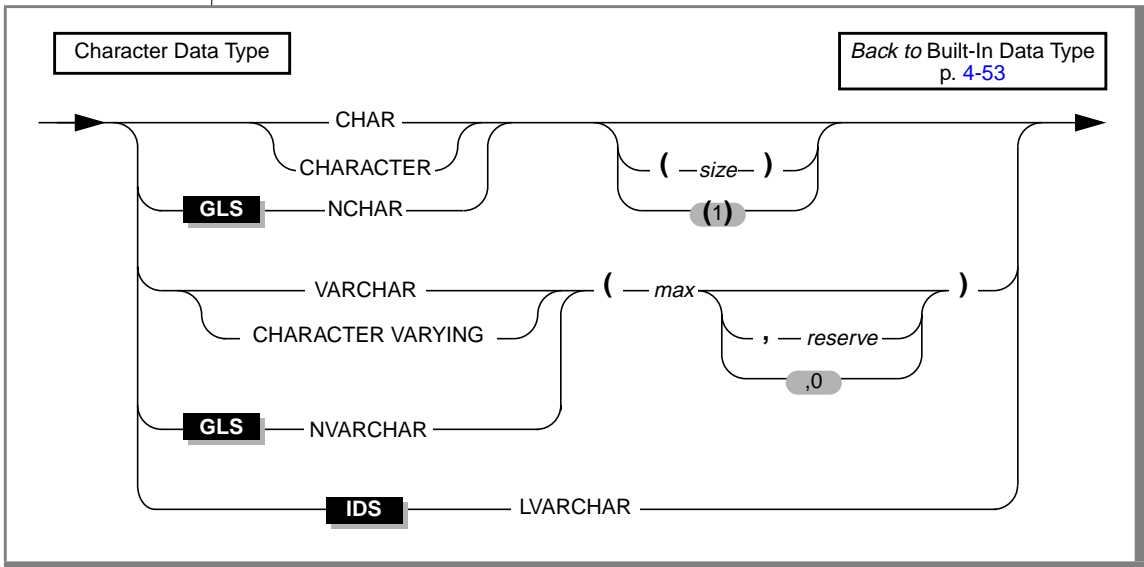 Character Data Type
Back to Built-In Data Type
p. 4-53
CHAR
CHARACTER
( size )
GLS NCHAR
(1)
VARCHAR ( max )
CHARACTER VARYING
, reserve
,0
GLS NVARCHAR
IDS LVARCHAR